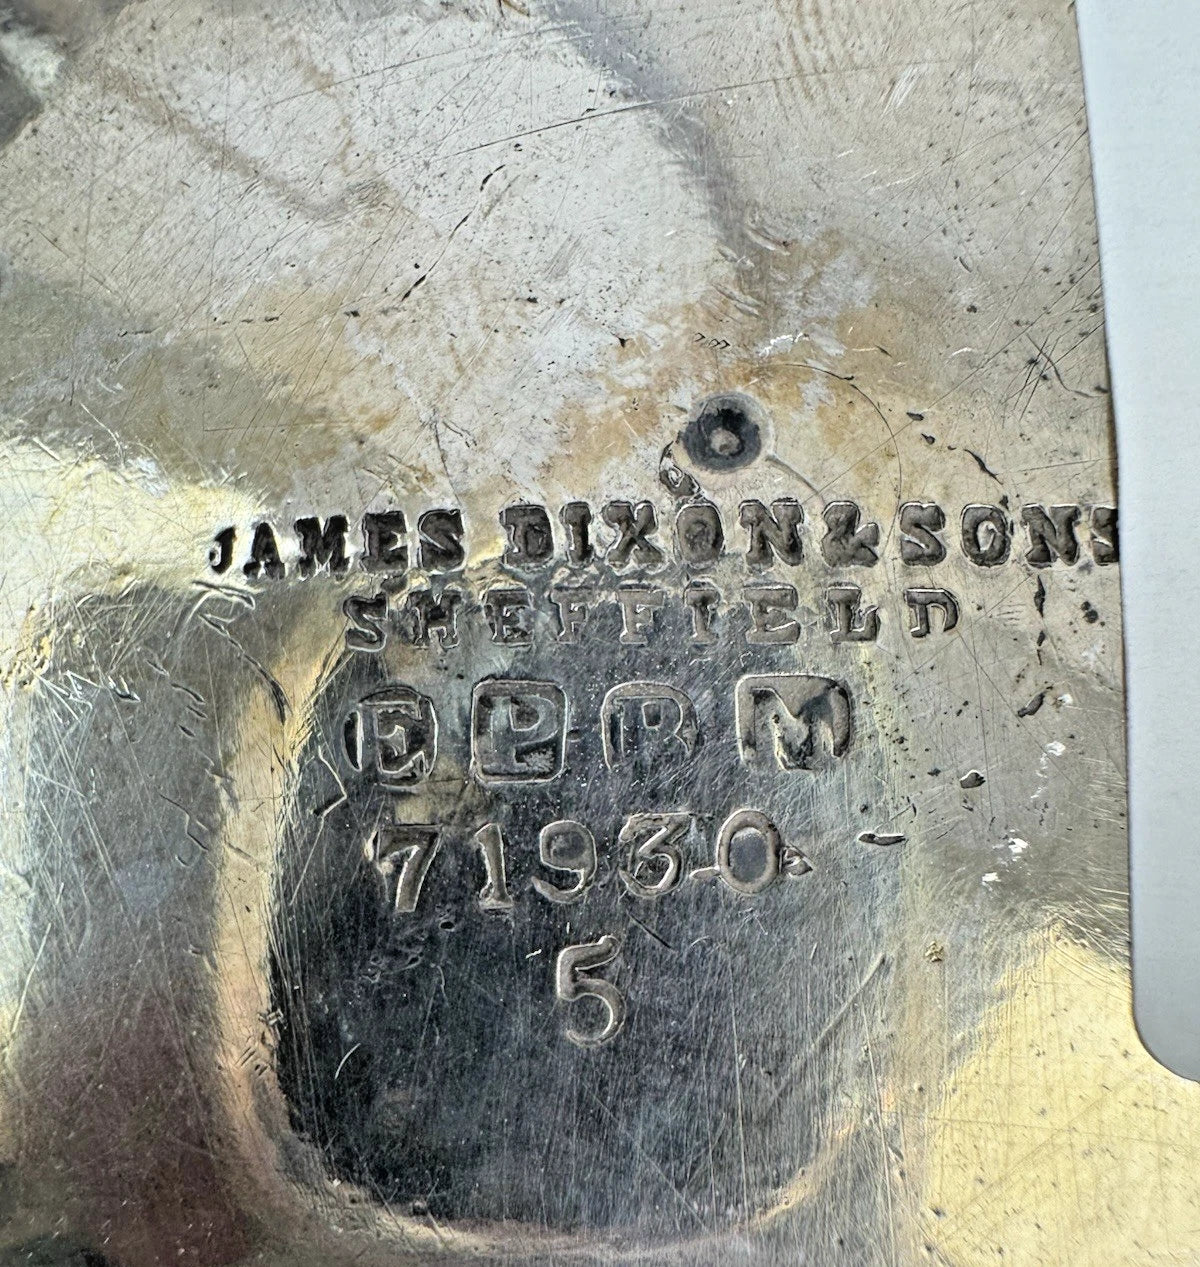 JAMES DIXON & SONS
SHEFFIELD
E P B M
71930
5